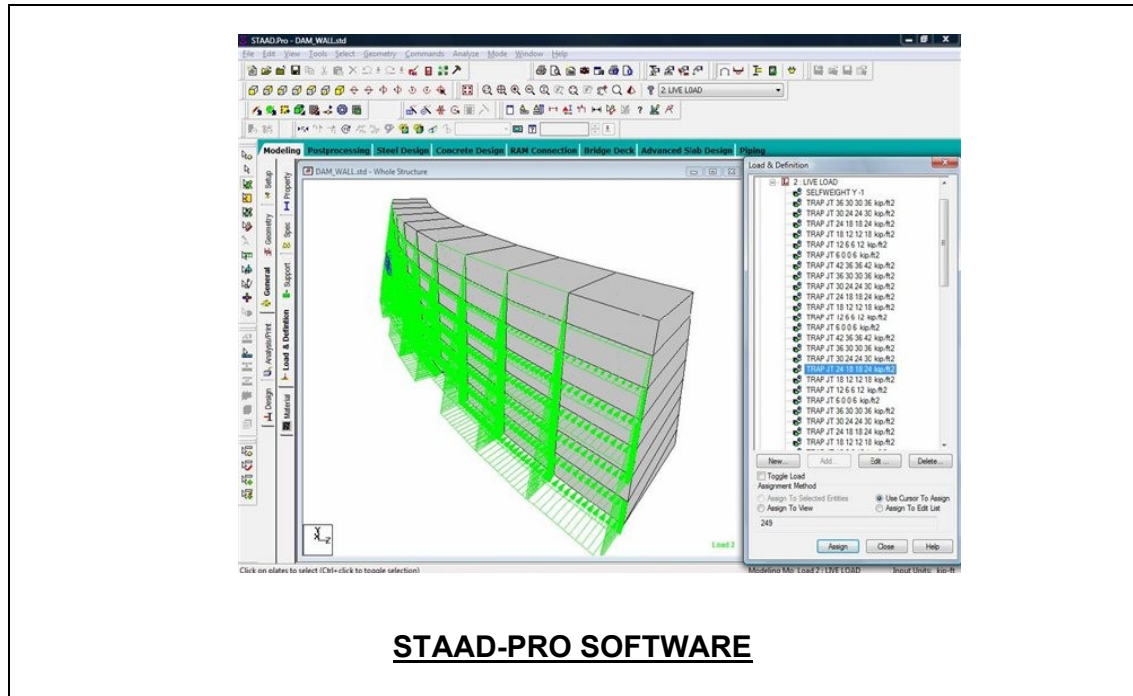 STAAD.Pro - DAM_WALL.std
File Edit View Tools Select Geometry Commands Analyze Mode Window Help
2: LIVE LOAD
Modeling Postprocessing Steel Design Concrete Design RAM Connection Bridge Deck Advanced Slab Design Piping
Setup
Geometry
General
Analysis/Print
Design
Property
Spec
Support
Load & Definition
Material
DAM_WALL.std - Whole Structure
Y
X
Z
Load 2
Load & Definition
2 : LIVE LOAD
SELFWEIGHT Y -1
TRAP JT 36 30 30 36 kip/ft2
TRAP JT 30 24 24 30 kip/ft2
TRAP JT 24 18 18 24 kip/ft2
TRAP JT 18 12 12 18 kip/ft2
TRAP JT 12 6 6 12 kip/ft2
TRAP JT 6 0 0 6 kip/ft2
TRAP JT 42 36 36 42 kip/ft2
TRAP JT 36 30 30 36 kip/ft2
TRAP JT 30 24 24 30 kip/ft2
TRAP JT 24 18 18 24 kip/ft2
TRAP JT 18 12 12 18 kip/ft2
TRAP JT 12 6 6 12 kip/ft2
TRAP JT 6 0 0 6 kip/ft2
TRAP JT 42 36 36 42 kip/ft2
TRAP JT 36 30 30 36 kip/ft2
TRAP JT 30 24 24 30 kip/ft2
TRAP JT 24 18 18 24 kip/ft2
TRAP JT 18 12 12 18 kip/ft2
TRAP JT 12 6 6 12 kip/ft2
TRAP JT 6 0 0 6 kip/ft2
TRAP JT 36 30 30 36 kip/ft2
TRAP JT 30 24 24 30 kip/ft2
TRAP JT 24 18 18 24 kip/ft2
TRAP JT 18 12 12 18 kip/ft2
New... Add... Edit... Delete...
Toggle Load
Assignment Method
Assign To Selected Entities Use Cursor To Assign
Assign To View Assign To Edit List
249
Assign Close Help
Click on plates to select (Ctrl+click to toggle selection) Modeling Mo Load 2 : LIVE LOAD Input Units: kip-ft
STAAD-PRO SOFTWARE